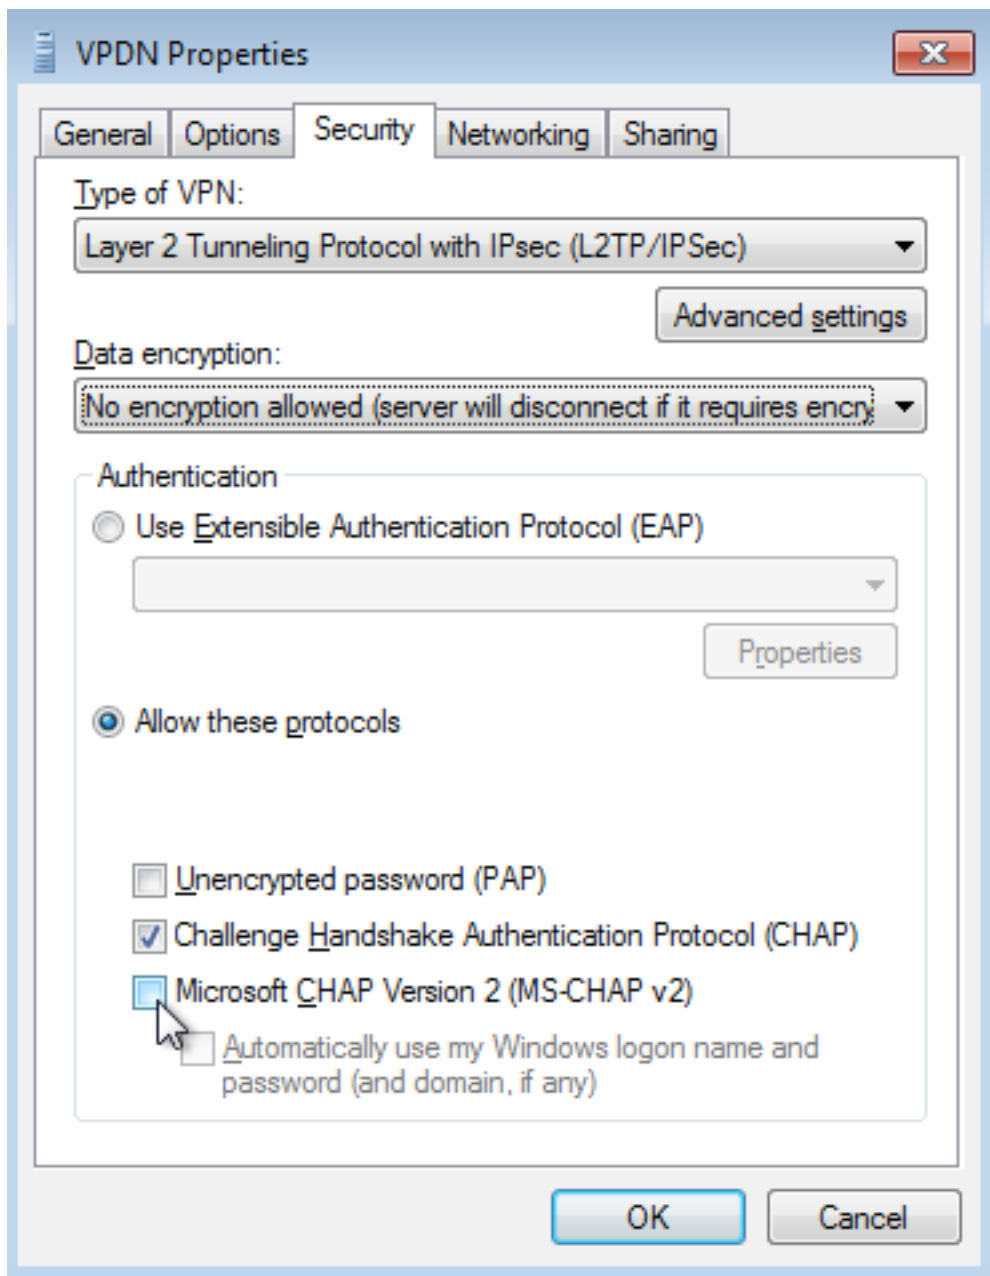 VPDN Properties
General Options Security Networking Sharing
Type of VPN:
Layer 2 Tunneling Protocol with IPsec (L2TP/IPSec)
Advanced settings
Data encryption:
No encryption allowed (server will disconnect if it requires encry
Authentication
Use Extensible Authentication Protocol (EAP)
Properties
Allow these protocols
Unencrypted password (PAP)
Challenge Handshake Authentication Protocol (CHAP)
Microsoft CHAP Version 2 (MS-CHAP v2)
Automatically use my Windows logon name and
password (and domain, if any)
OK Cancel